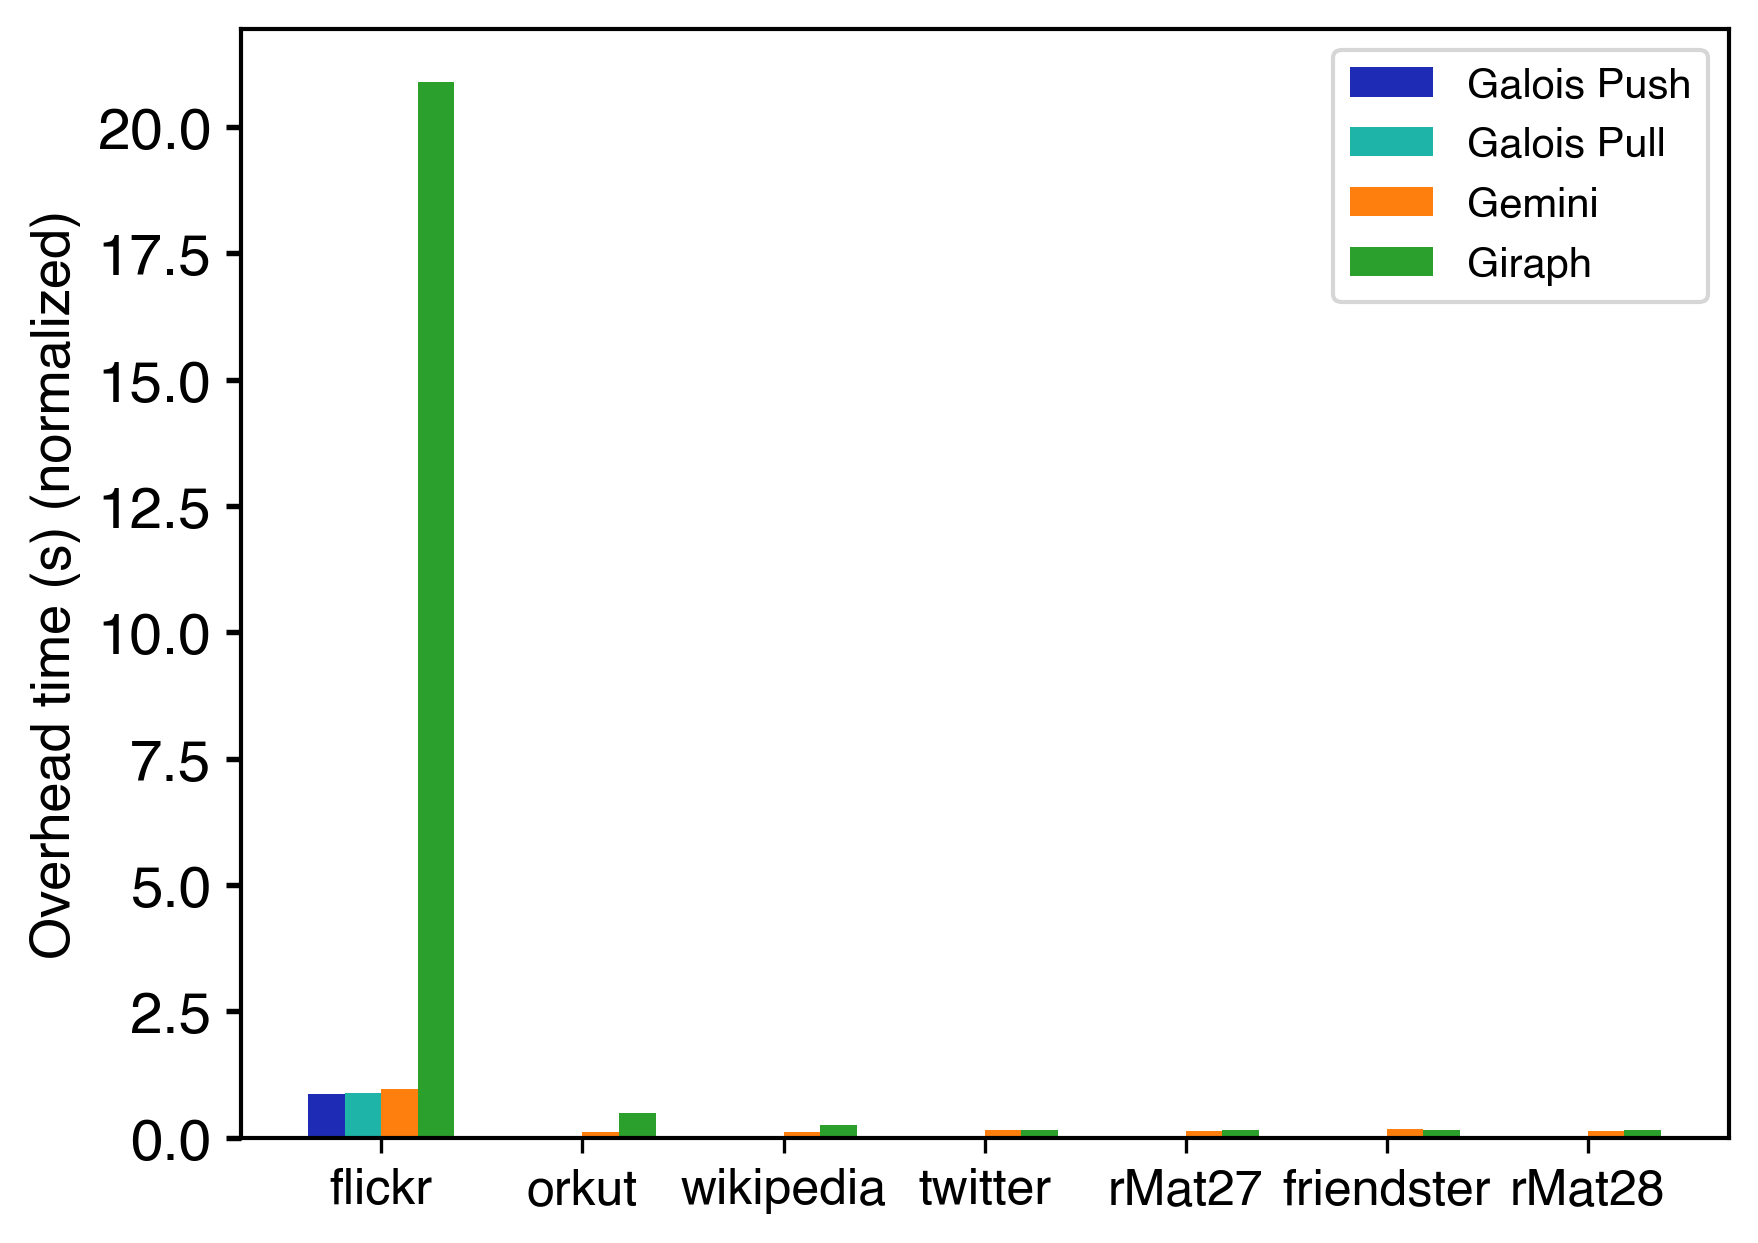 Overhead time (s) (normalized)
20.0
17.5
15.0
12.5
10.0
7.5
5.0
2.5
0.0
Galois Push
Galois Pull
Gemini
Giraph
flickr orkut wikipedia twitter rMat27 friendster rMat28